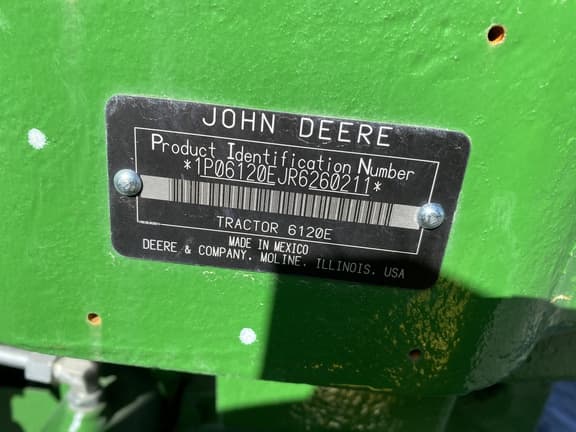 JOHN DEERE
Product Identification Number
*1P06120EJR6260211*
TRACTOR 6120E
MADE IN MEXICO
DEERE & COMPANY, MOLINE, ILLINOIS, USA